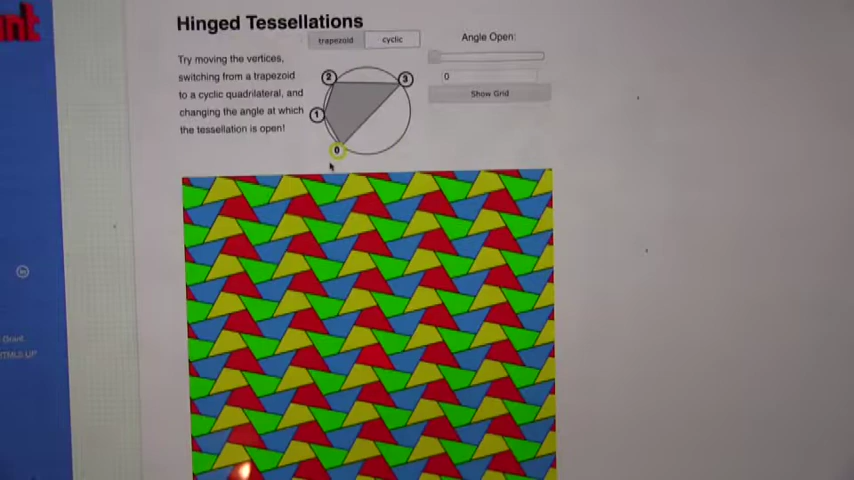 Hinged Tessellations
trapezoid
cyclic
Angle Open:
Try moving the vertices,
switching from a trapezoid
to a cyclic quadrilateral, and
changing the angle at which
the tessellation is open!
2
3
1
0
0
Show Grid